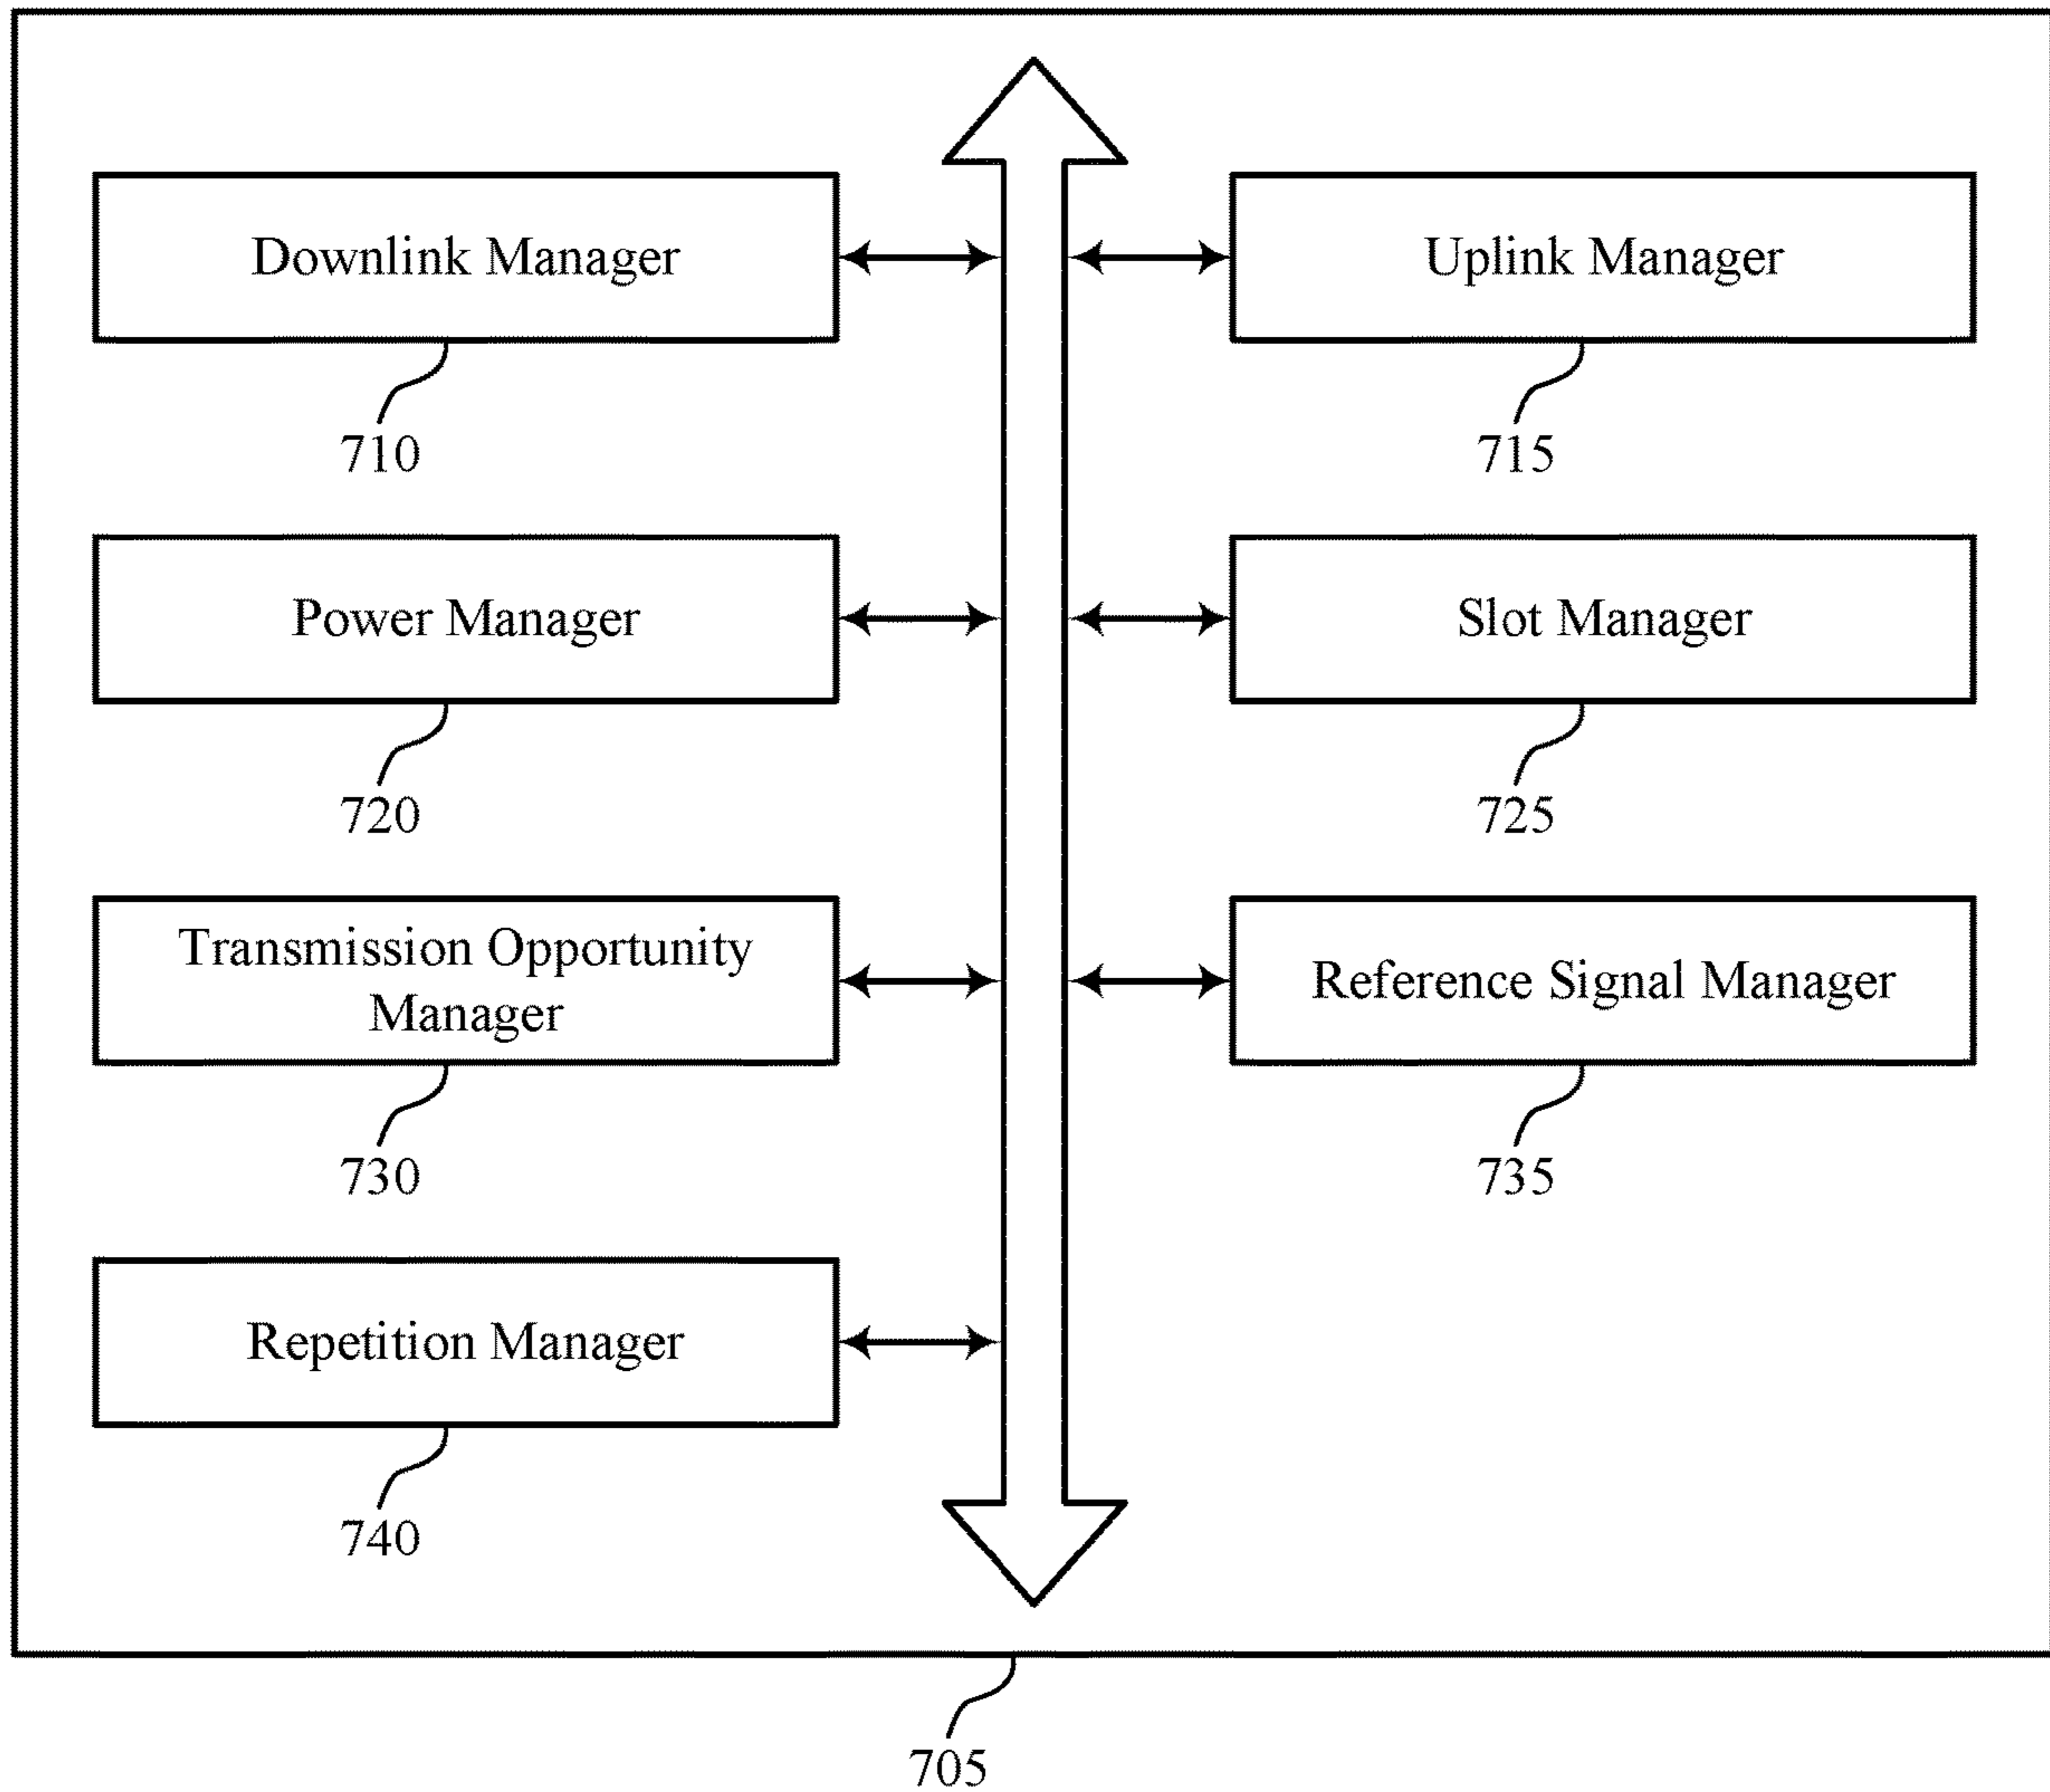 Downlink Manager
Uplink Manager
710
715
Power Manager
Slot Manager
720
725
Transmission Opportunity
Manager
Reference Signal Manager
730
735
Repetition Manager
740
705